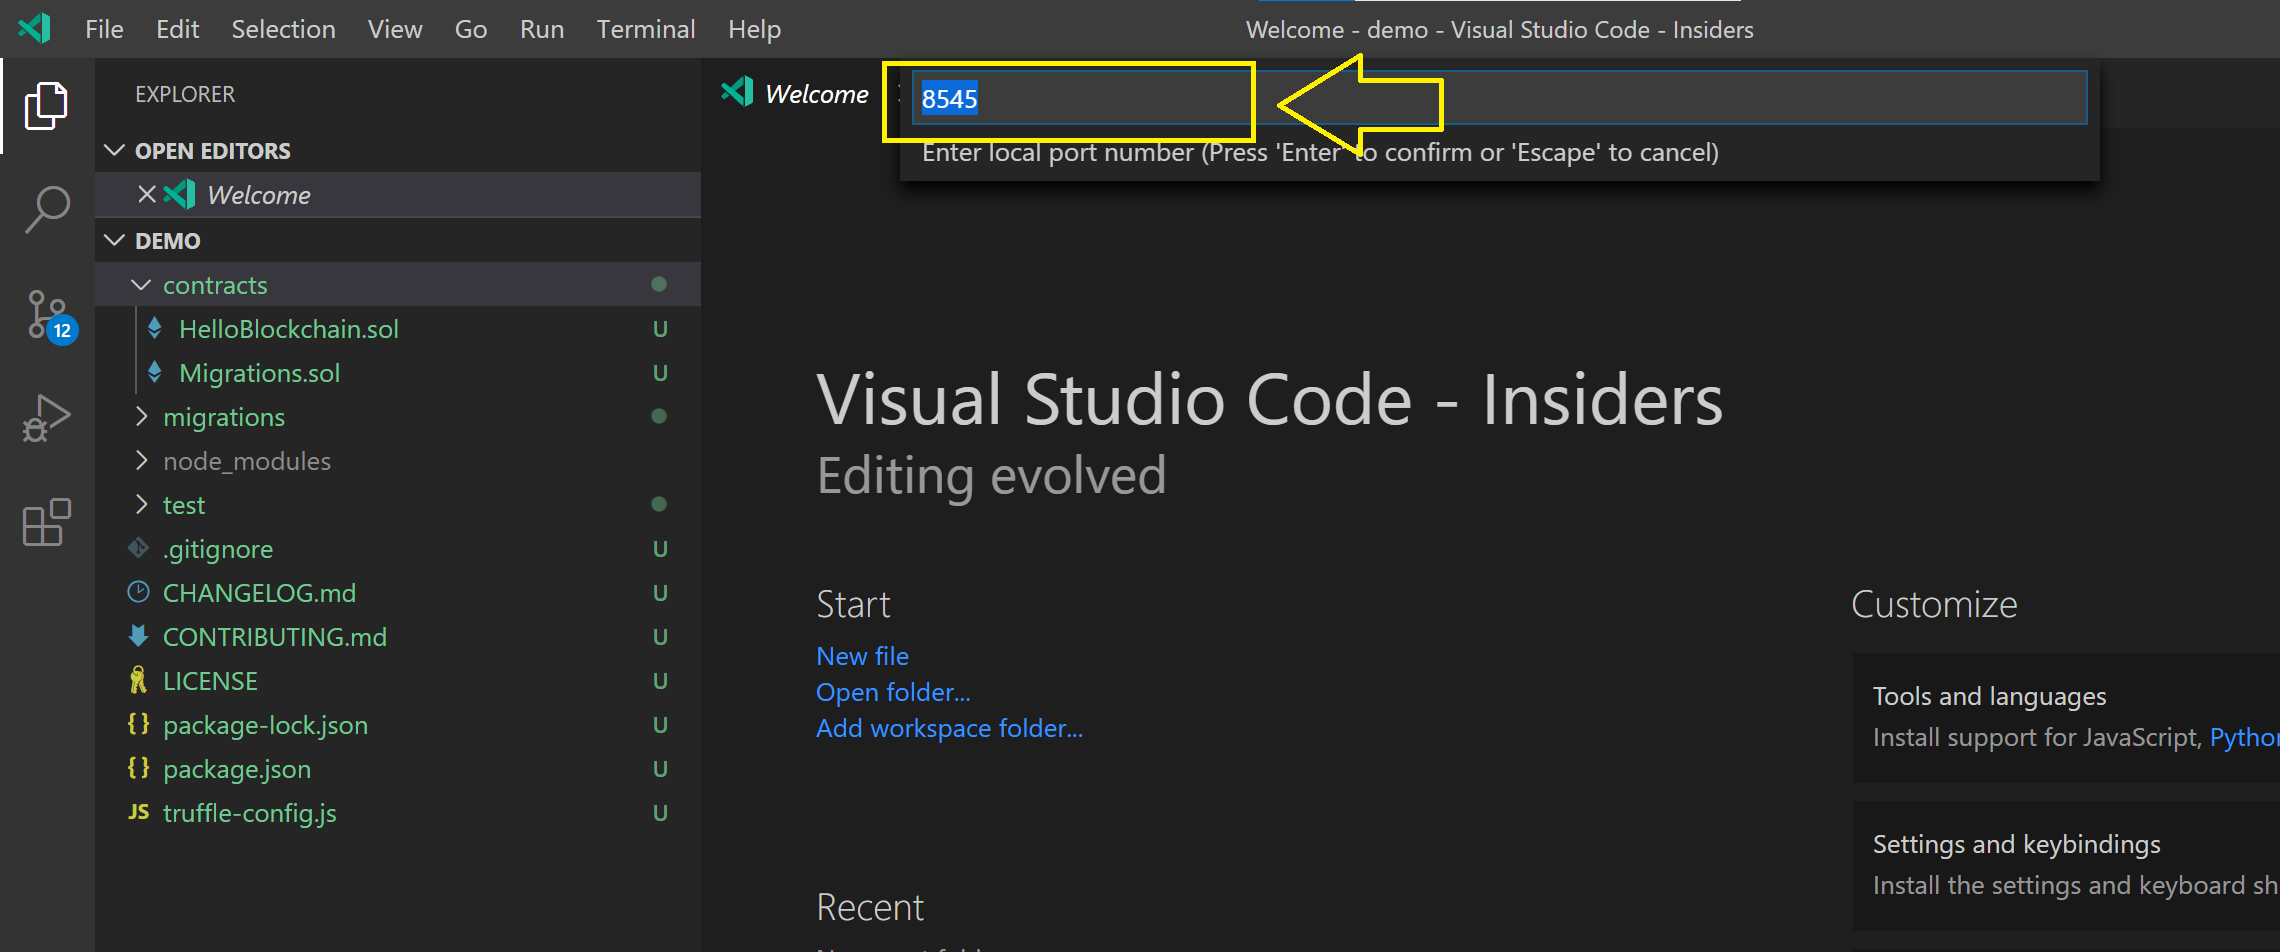 File Edit Selection View Go Run Terminal Help
Welcome - demo - Visual Studio Code - Insiders
EXPLORER
OPEN EDITORS
Welcome
DEMO
contracts
HelloBlockchain.sol U
Migrations.sol U
migrations
node_modules
test
.gitignore U
CHANGELOG.md U
CONTRIBUTING.md U
LICENSE U
{} package-lock.json U
{} package.json U
JS truffle-config.js U
12
Welcome
8545
Enter local port number (Press 'Enter' to confirm or 'Escape' to cancel)
Visual Studio Code - Insiders
Editing evolved
Start
New file
Open folder...
Add workspace folder...
Recent
Customize
Tools and languages
Install support for JavaScript, Python
Settings and keybindings
Install the settings and keyboard sh